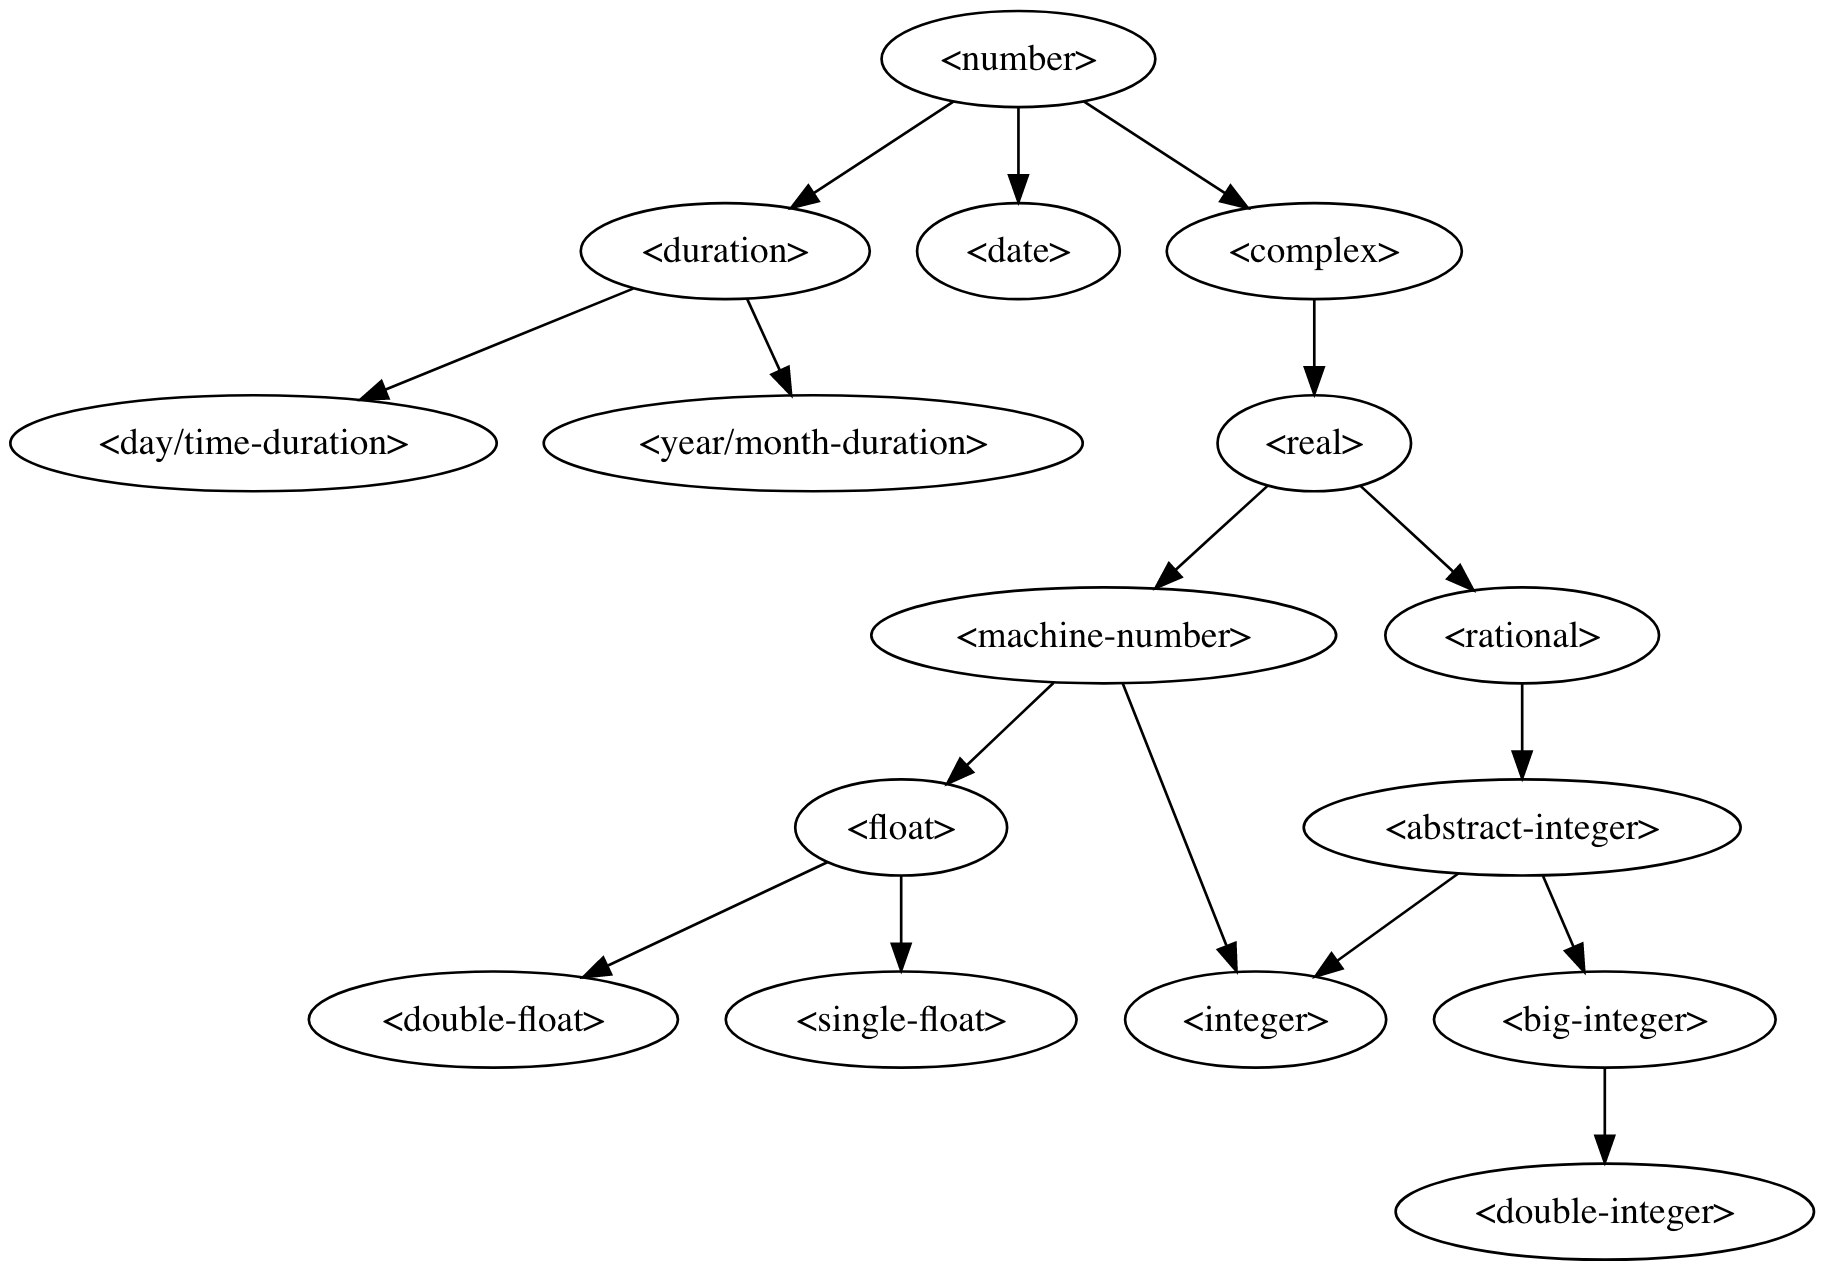 <number>
<duration>
<date>
<complex>
<day/time-duration>
<year/month-duration>
<real>
<machine-number>
<rational>
<float>
<abstract-integer>
<double-float>
<single-float>
<integer>
<big-integer>
<double-integer>